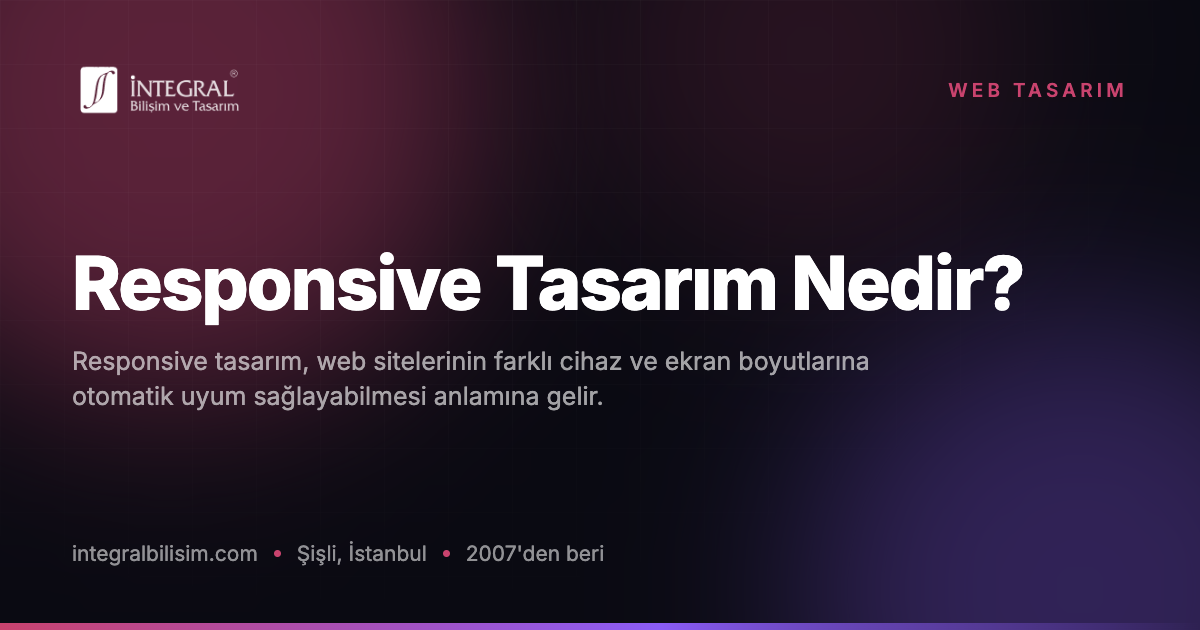 İNTEGRAL®
Bilişim ve Tasarım
WEB TASARIM
Responsive Tasarım Nedir?
Responsive tasarım, web sitelerinin farklı cihaz ve ekran boyutlarına
otomatik uyum sağlayabilmesi anlamına gelir.
integralbilisim.com • Şişli, İstanbul • 2007'den beri